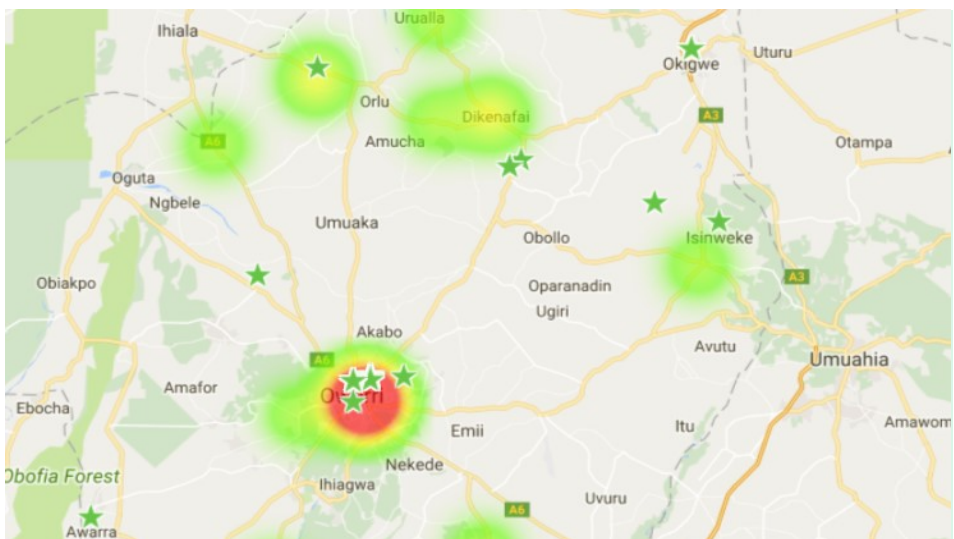 Urualla
Ihiala
Okigwe
Uturu
Orlu
Dikenafai
A3
Amucha
A6
Otampa
Oguta
Ngbele
Umuaka
Obollo
Isinweke
Obiakpo
Oparanadin
A3
Ugiri
Akabo
Avutu
A6
Umuahia
Amafor
Ebocha
Itu
Amawom
Emii
Nekede
Obofia Forest
Ihiagwa
Uvuru
A6
Awarra